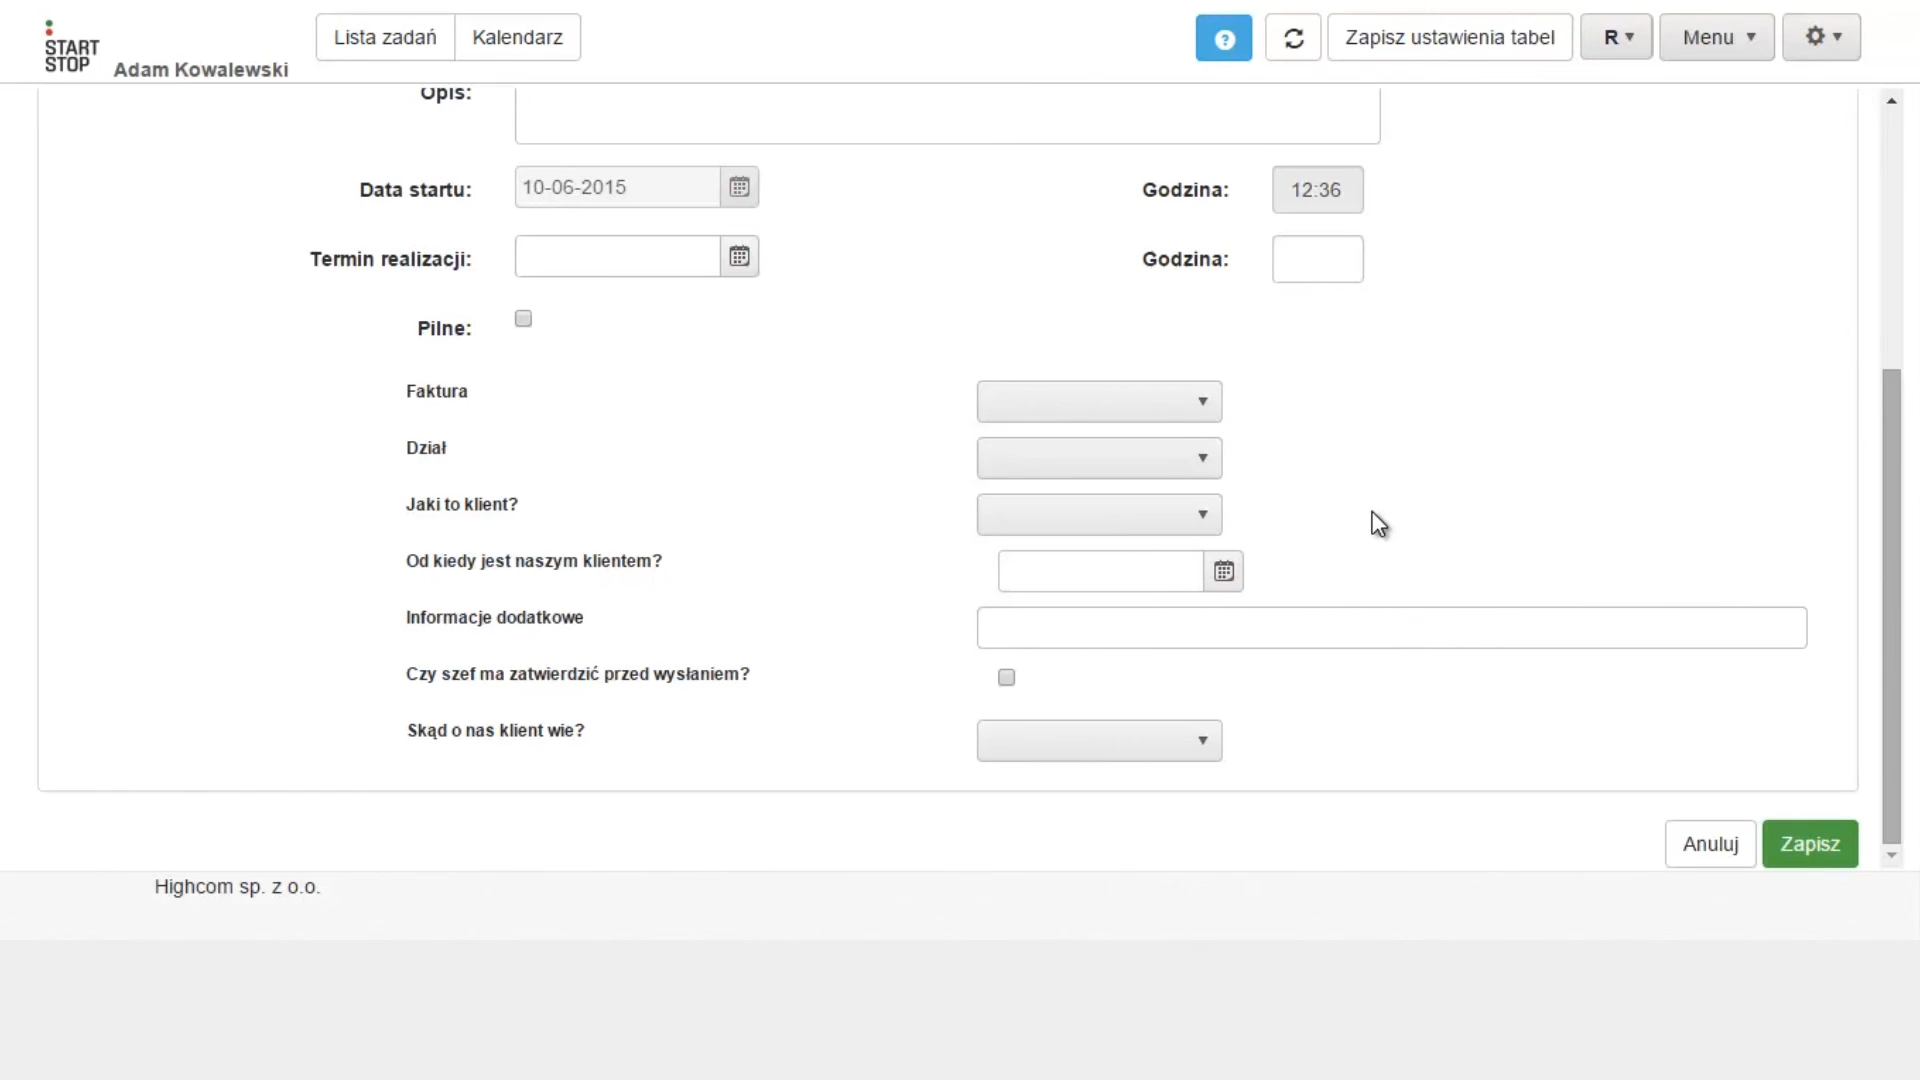 START
STOP
Adam Kowalewski
Lista zadań
Kalendarz
Zapisz ustawienia tabel
R
Menu
Opis:
Data startu:
10-06-2015
Godzina:
12:36
Termin realizacji:
Godzina:
Pilne:
Faktura
Dział
Jaki to klient?
Od kiedy jest naszym klientem?
Informacje dodatkowe
Czy szef ma zatwierdzić przed wysłaniem?
Skąd o nas klient wie?
Anuluj
Zapisz
Highcom sp. z o.o.